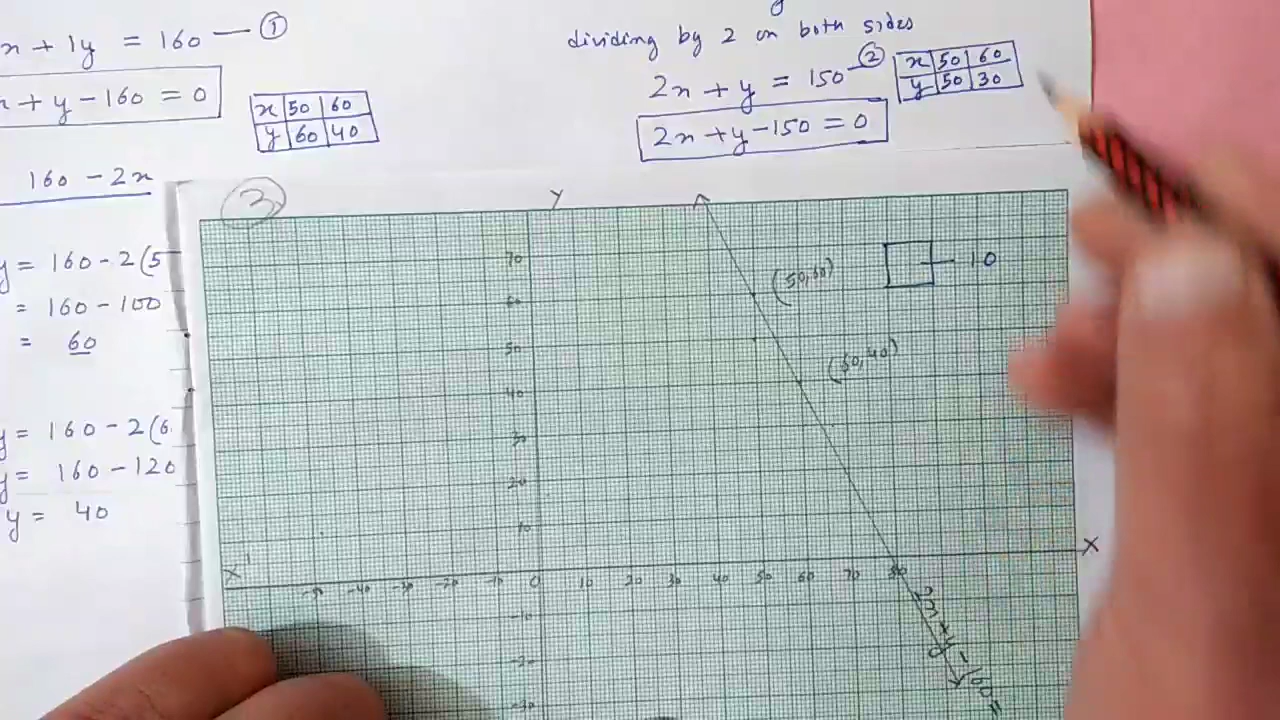 x + 1y = 160 — ①
x + y - 160 = 0
x 50 60
y 60 40
160 - 2x
y = 160 - 2(5
= 160 - 100
= 60
y = 160 - 2(6
y = 160 - 120
y = 40
dividing by 2 on both sides
2x + y = 150 — ②
x 50 60
y 50 30
2x + y - 150 = 0
3
Y
70
60
50
40
30
20
10
(50,60)
(60,40)
10
X' -50 -40 -30 -20 -10 0 10 20 30 40 50 60 70 80 X
-10
-20
-30
2x + y - 160 =